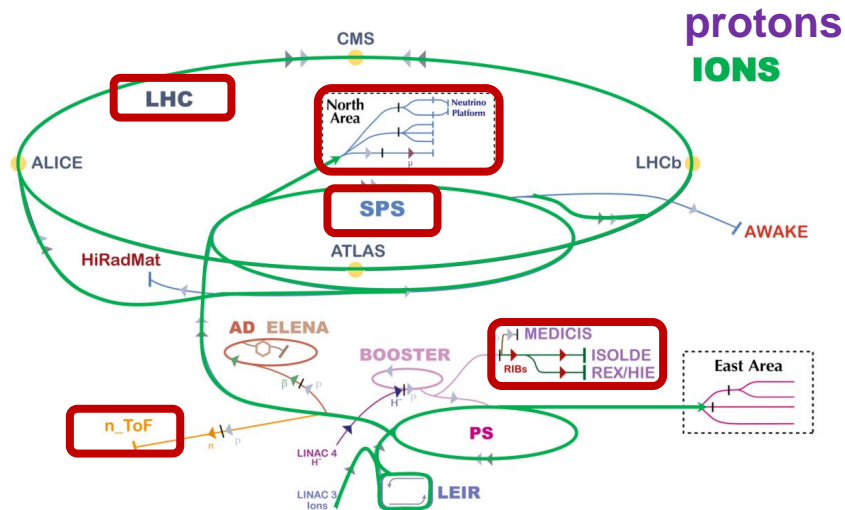 protons
IONS
CMS
LHC
North
Area
Neutrino
Platform
μ
ALICE
LHCb
SPS
AWAKE
ATLAS
HiRadMat
AD ELENA
MEDICIS
BOOSTER
p
RIBs
ISOLDE
REX/HIE
East Area
p̅
p
H⁻
p
n_ToF
n
p
PS
LINAC 4
H⁻
LINAC 3
Ions
LEIR